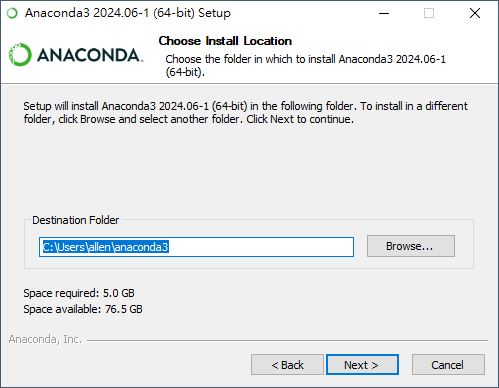 Anaconda3 2024.06-1 (64-bit) Setup
ANACONDA.
Choose Install Location
Choose the folder in which to install Anaconda3 2024.06-1
(64-bit).
Setup will install Anaconda3 2024.06-1 (64-bit) in the following folder. To install in a different
folder, click Browse and select another folder. Click Next to continue.
Destination Folder
C:\Users\allen\anaconda3
Browse...
Space required: 5.0 GB
Space available: 76.5 GB
Anaconda, Inc.
< Back
Next >
Cancel